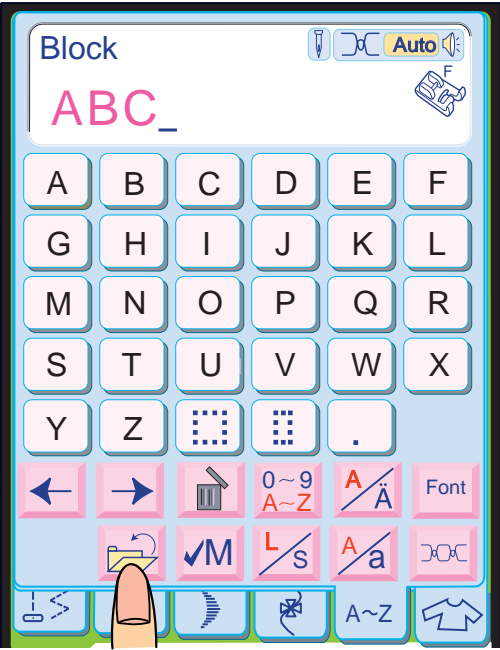 Block
Auto
F
ABC_
A B C D E F
G H I J K L
M N O P Q R
S T U V W X
Y Z .
0~9
A~Z
A/Ä
Font
✓M
L/S
A/a
A~Z